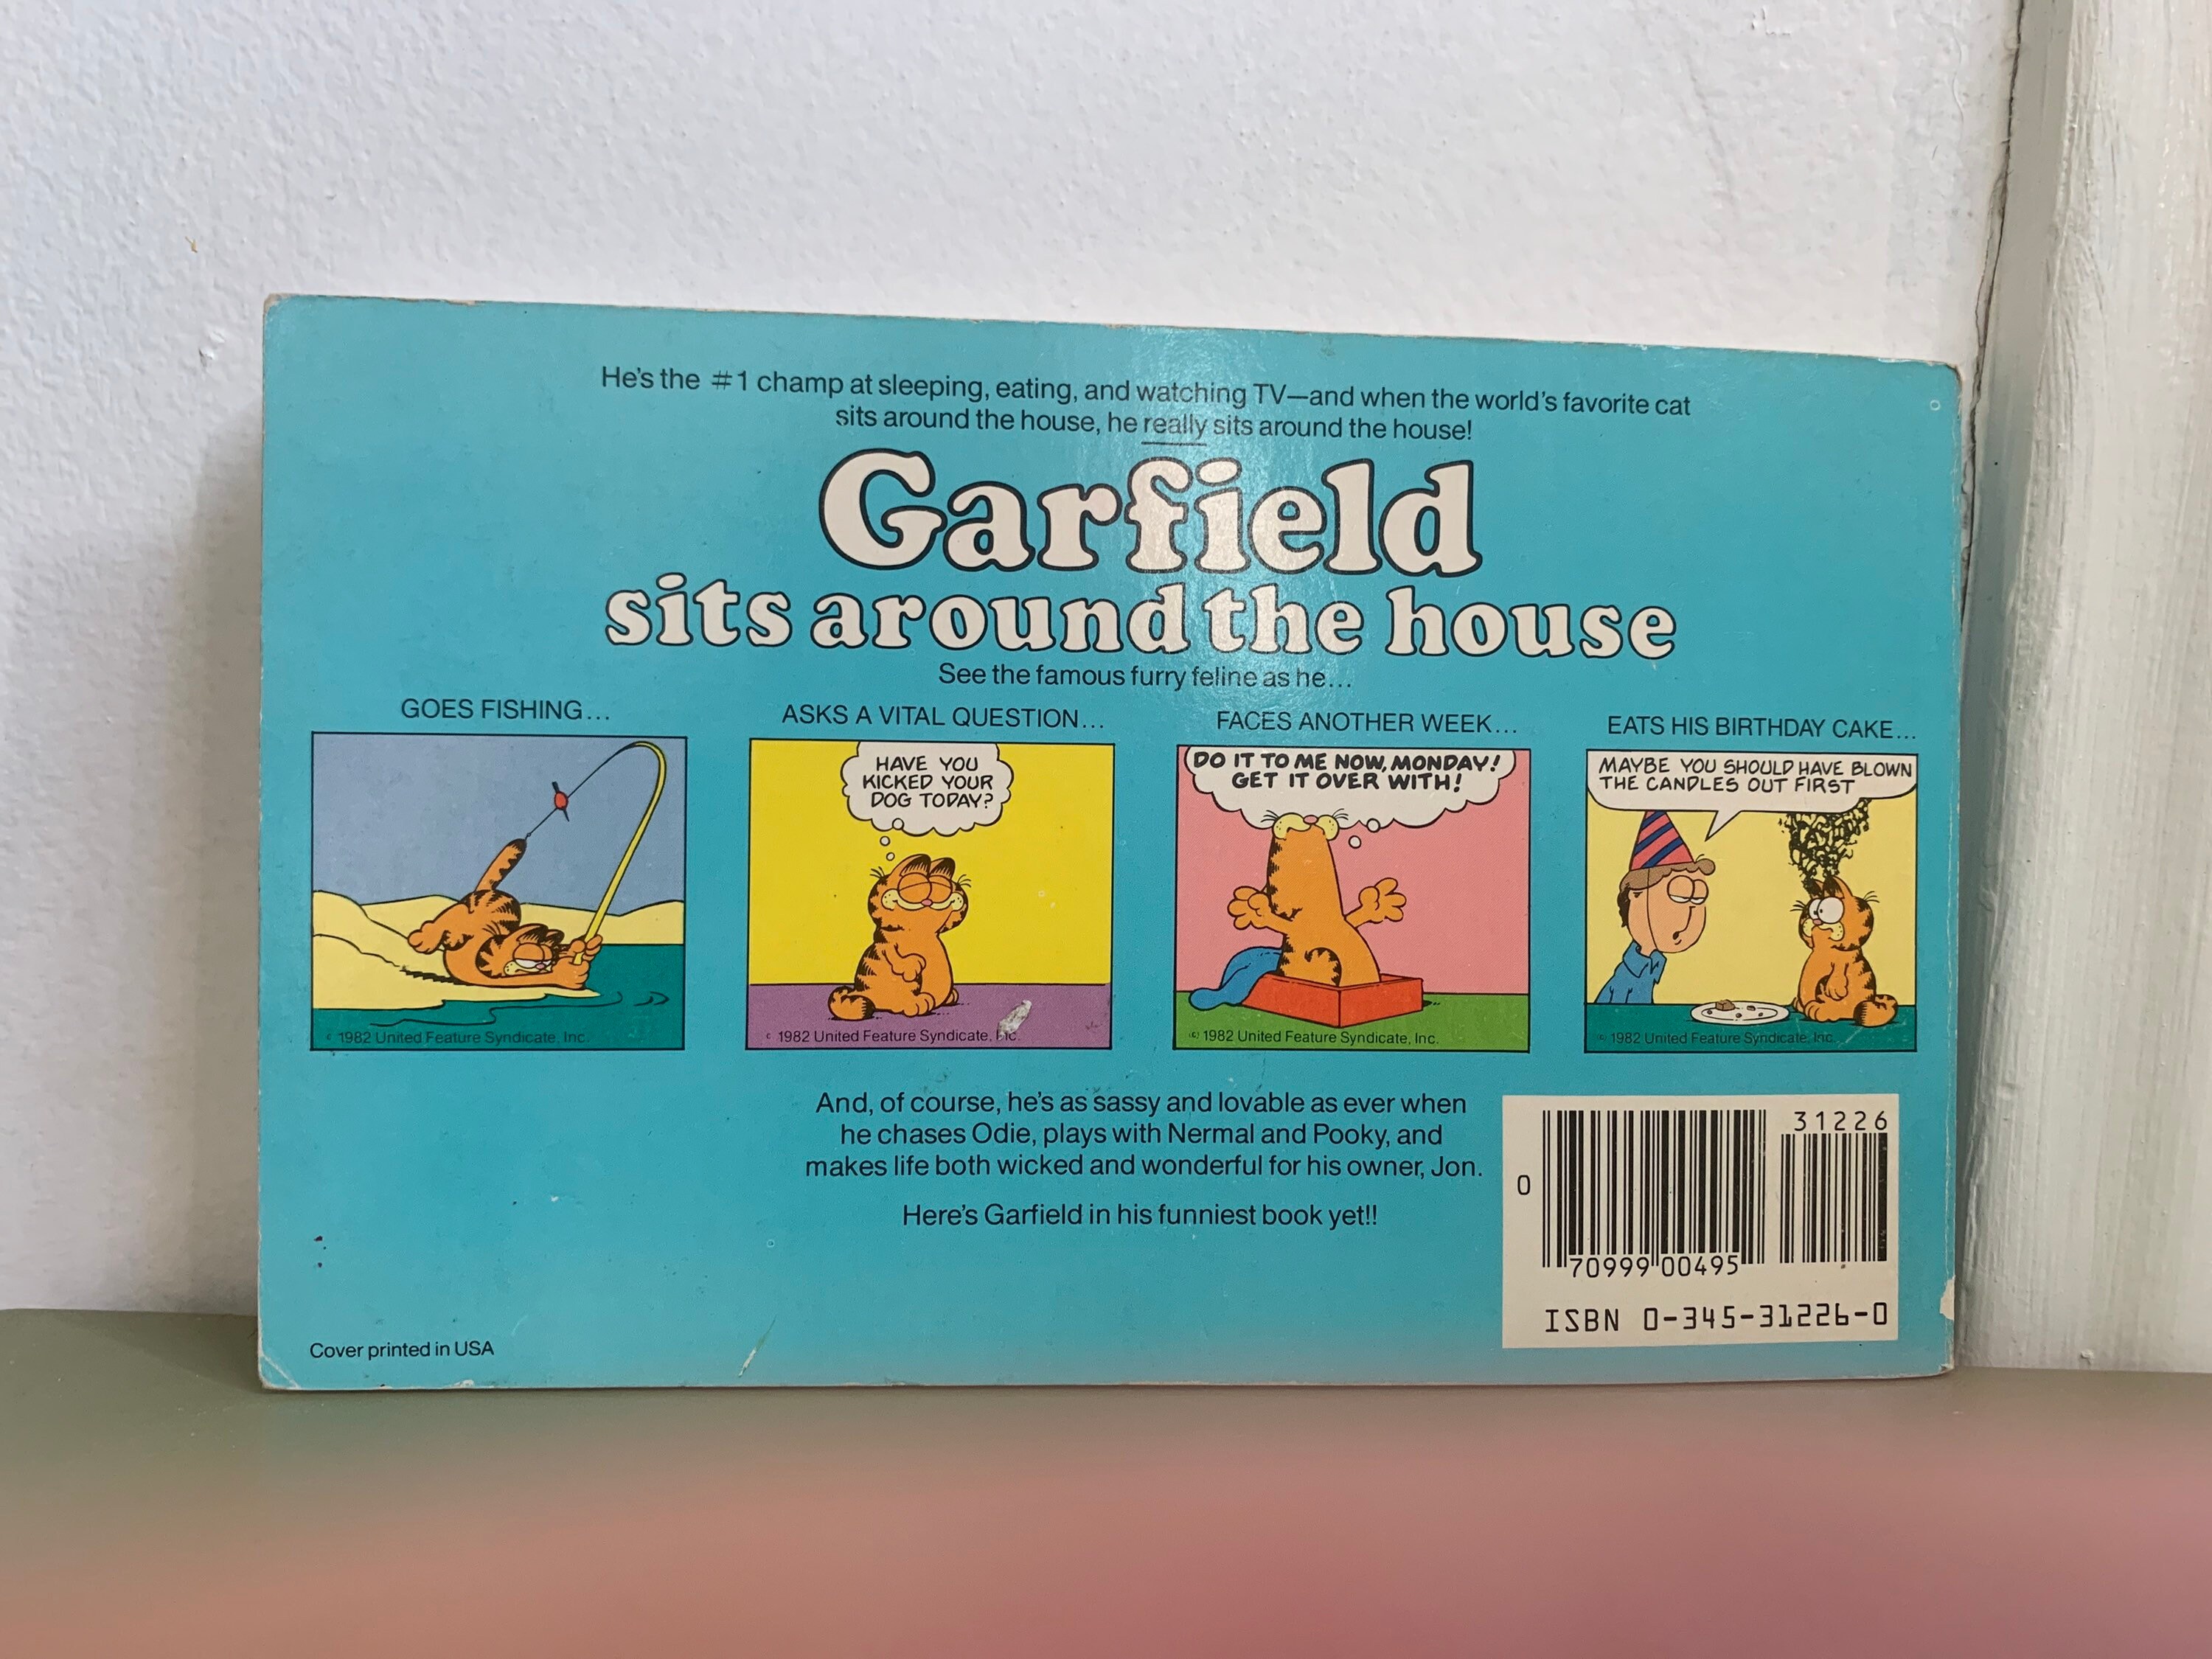 He's the #1 champ at sleeping, eating, and watching TV—and when the world's favorite cat
sits around the house, he really sits around the house!
Garfield
sits around the house
See the famous furry feline as he...
GOES FISHING...
© 1982 United Feature Syndicate, Inc.
ASKS A VITAL QUESTION...
HAVE YOU
KICKED YOUR
DOG TODAY?
© 1982 United Feature Syndicate, Inc.
FACES ANOTHER WEEK...
DO IT TO ME NOW, MONDAY!
GET IT OVER WITH!
© 1982 United Feature Syndicate, Inc.
EATS HIS BIRTHDAY CAKE...
MAYBE YOU SHOULD HAVE BLOWN
THE CANDLES OUT FIRST
© 1982 United Feature Syndicate, Inc.
And, of course, he's as sassy and lovable as ever when
he chases Odie, plays with Nermal and Pooky, and
makes life both wicked and wonderful for his owner, Jon.
Here's Garfield in his funniest book yet!!
Cover printed in USA
31226
0
70999 00495
ISBN 0-345-31226-0